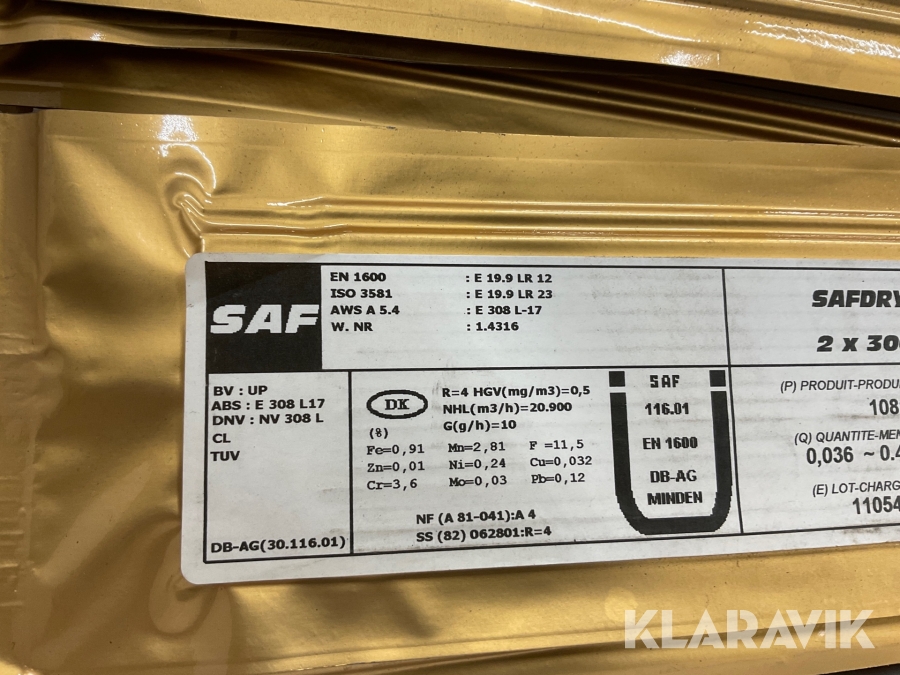 SAF
EN 1600 : E 19.9 LR 12
ISO 3581 : E 19.9 LR 23
AWS A 5.4 : E 308 L-17
W. NR : 1.4316
SAFDRY
2 x 30
BV : UP
ABS : E 308 L17
DNV : NV 308 L
CL
TUV
DB-AG(30.116.01)
DK
R=4 HGV(mg/m3)=0,5
NHL(m3/h)=20.900
G(g/h)=10
(%)
Fe=0,91 Mn=2,81 F =11,5
Zn=0,01 Ni=0,24 Cu=0,032
Cr=3,6 Mo=0,03 Pb=0,12
NF (A 81-041):A 4
SS (82) 062801:R=4
SAF
116.01
EN 1600
DB-AG
MINDEN
(P) PRODUIT-PRODU
108
(Q) QUANTITE-ME
0,036 ~ 0.4
(E) LOT-CHARG
11054
KLARAVIK